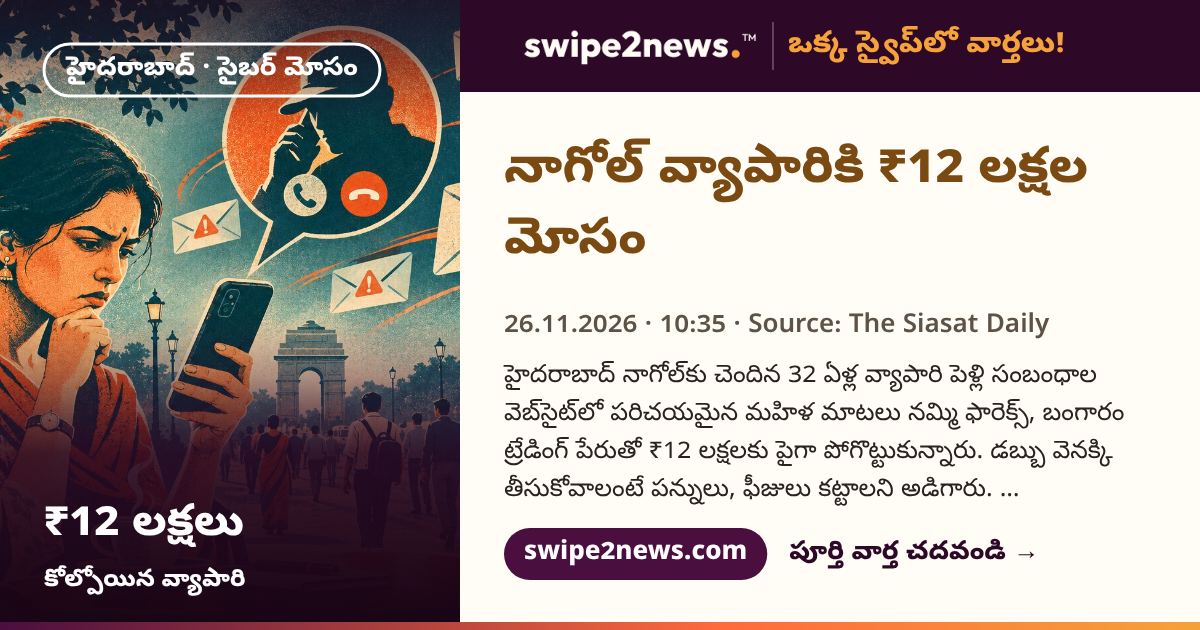 హైదరాబాద్ · సైబర్ మోసం
₹12 లక్షలు
కోల్పోయిన వ్యాపారి
swipe2news.™ ఒక్క స్వైప్‌లో వార్తలు!
నాగోల్ వ్యాపారికి ₹12 లక్షల
మోసం
26.11.2026 · 10:35 · Source: The Siasat Daily
హైదరాబాద్ నాగోల్‌కు చెందిన 32 ఏళ్ల వ్యాపారి పెళ్లి సంబంధాల
వెబ్‌సైట్‌లో పరిచయమైన మహిళ మాటలు నమ్మి ఫారెక్స్, బంగారం
ట్రేడింగ్ పేరుతో ₹12 లక్షలకు పైగా పోగొట్టుకున్నారు. డబ్బు వెనక్కి
తీసుకోవాలంటే పన్నులు, ఫీజులు కట్టాలని అడిగారు. ...
swipe2news.com పూర్తి వార్త చదవండి →